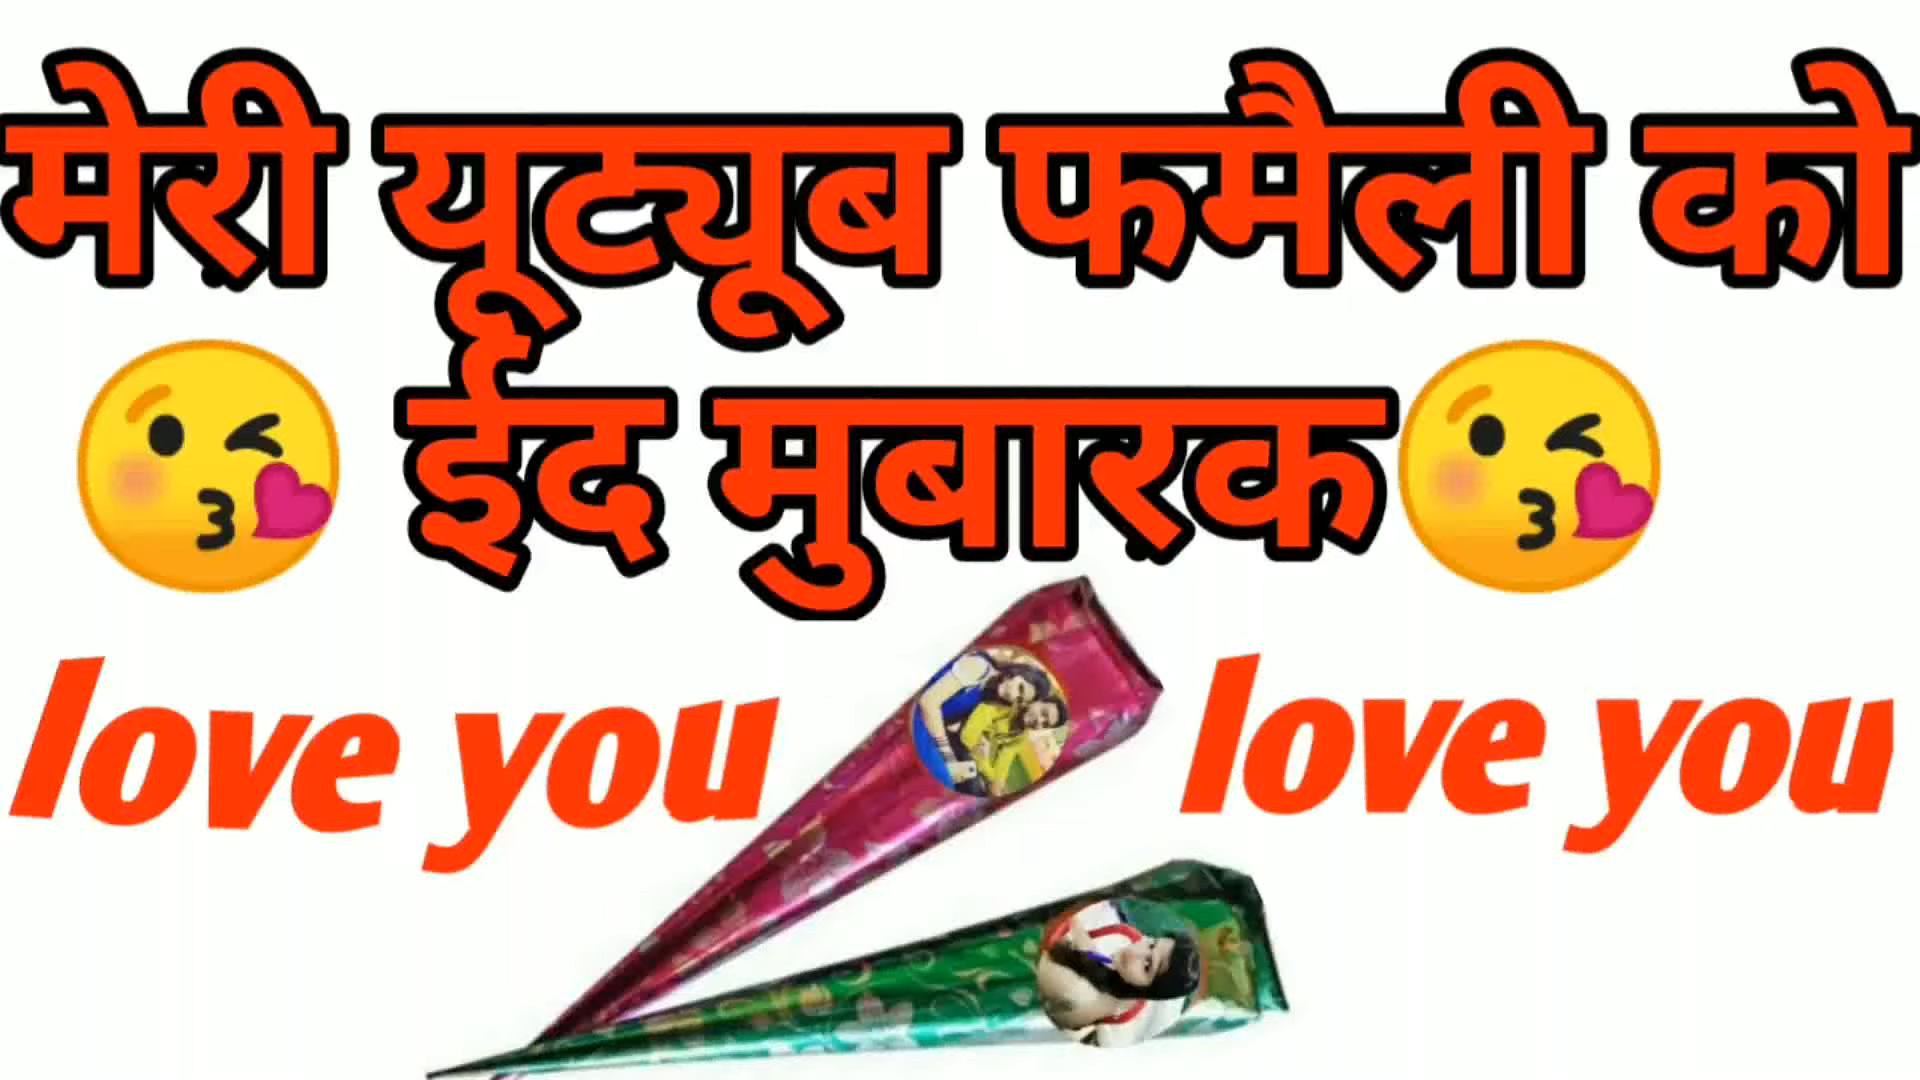 मेरी यूट्यूब फमैली को
😘 ईद मुबारक😘
love you love you